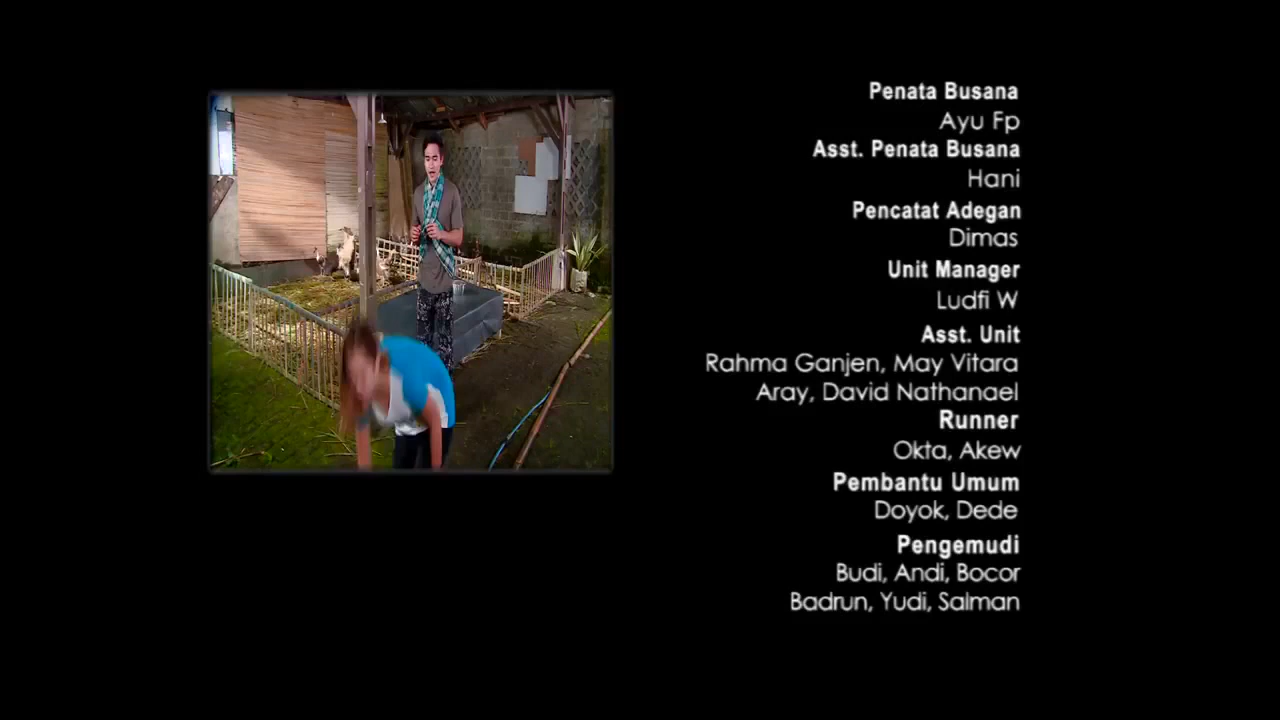 Penata Busana
Ayu Fp
Asst. Penata Busana
Hani
Pencatat Adegan
Dimas
Unit Manager
Ludfi W
Asst. Unit
Rahma Ganjen, May Vitara
Aray, David Nathanael
Runner
Okta, Akew
Pembantu Umum
Doyok, Dede
Pengemudi
Budi, Andi, Bocor
Badrun, Yudi, Salman